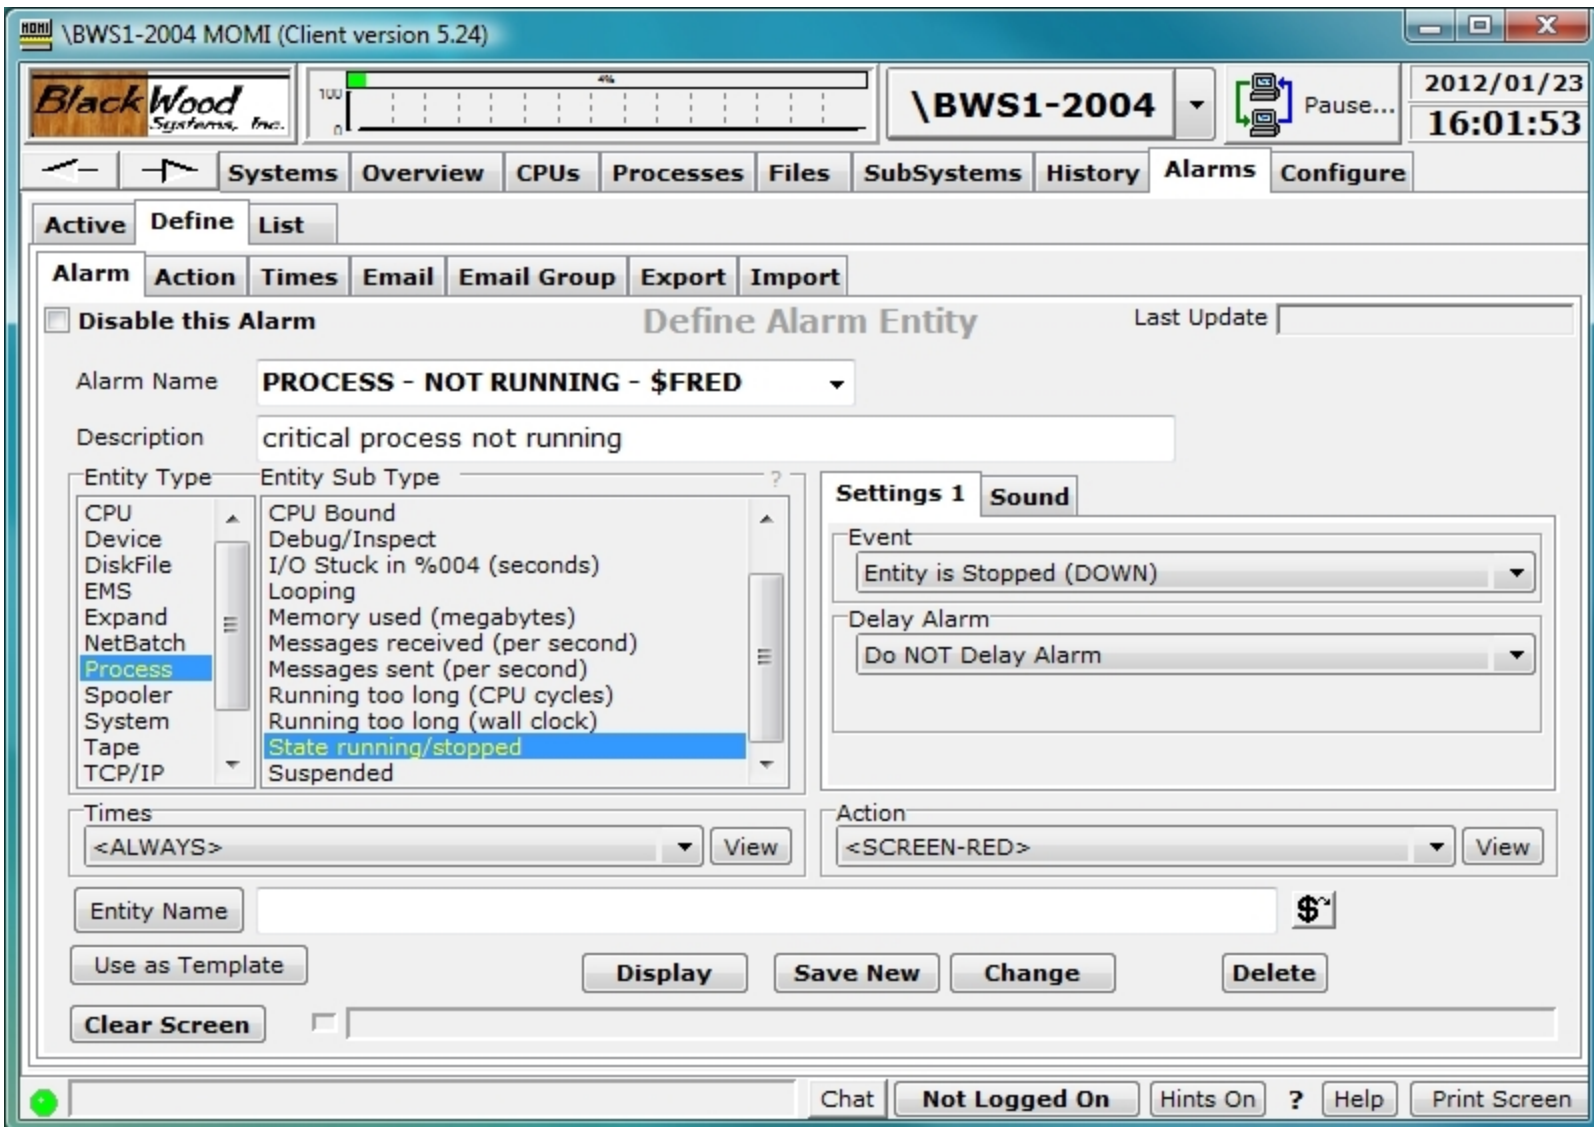 MOMI \BWS1-2004 MOMI (Client version 5.24)
BlackWood
Systems, Inc.
4%
100
0
\BWS1-2004
Pause...
2012/01/23
16:01:53
Systems Overview CPUs Processes Files SubSystems History Alarms Configure
Active Define List
Alarm Action Times Email Email Group Export Import
Disable this Alarm
Define Alarm Entity
Last Update
Alarm Name PROCESS - NOT RUNNING - $FRED
Description critical process not running
Entity Type
CPU
Device
DiskFile
EMS
Expand
NetBatch
Process
Spooler
System
Tape
TCP/IP
Entity Sub Type ?
CPU Bound
Debug/Inspect
I/O Stuck in %004 (seconds)
Looping
Memory used (megabytes)
Messages received (per second)
Messages sent (per second)
Running too long (CPU cycles)
Running too long (wall clock)
State running/stopped
Suspended
Settings 1 Sound
Event
Entity is Stopped (DOWN)
Delay Alarm
Do NOT Delay Alarm
Times
<ALWAYS> View
Action
<SCREEN-RED> View
Entity Name $
Use as Template
Display Save New Change Delete
Clear Screen
Chat Not Logged On Hints On ? Help Print Screen